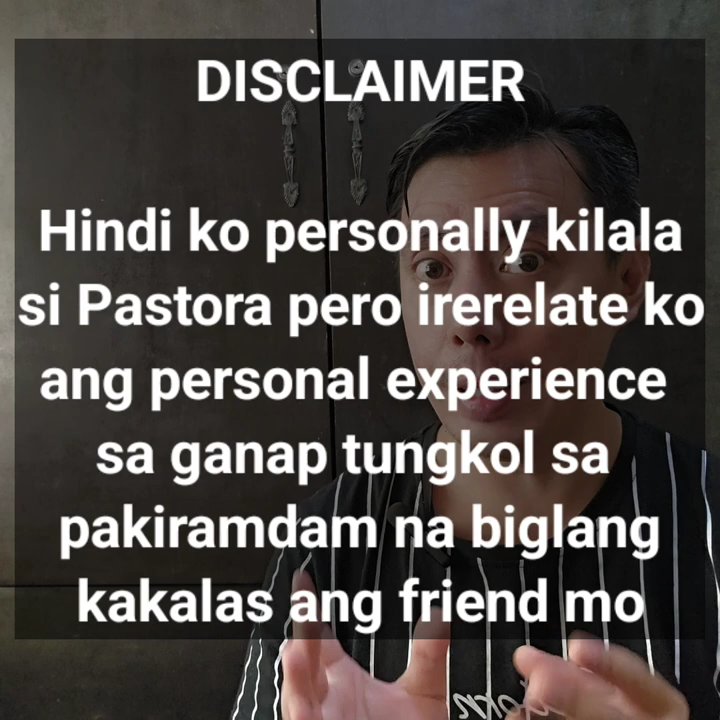 DISCLAIMER
Hindi ko personally kilala
si Pastora pero irerelate ko
ang personal experience
sa ganap tungkol sa
pakiramdam na biglang
kakalas ang friend mo